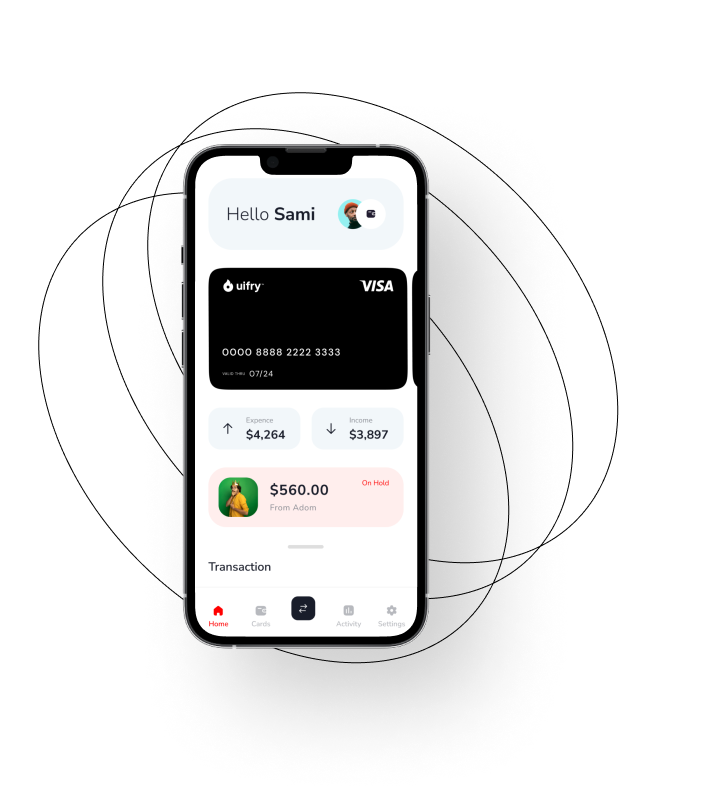 Hello Sami
uifry
VISA
0000 8888 2222 3333
VALID THRU 07/24
Expence
$4,264
Income
$3,897
$560.00
On Hold
From Adom
Transaction
Home
Cards
Activity
Settings